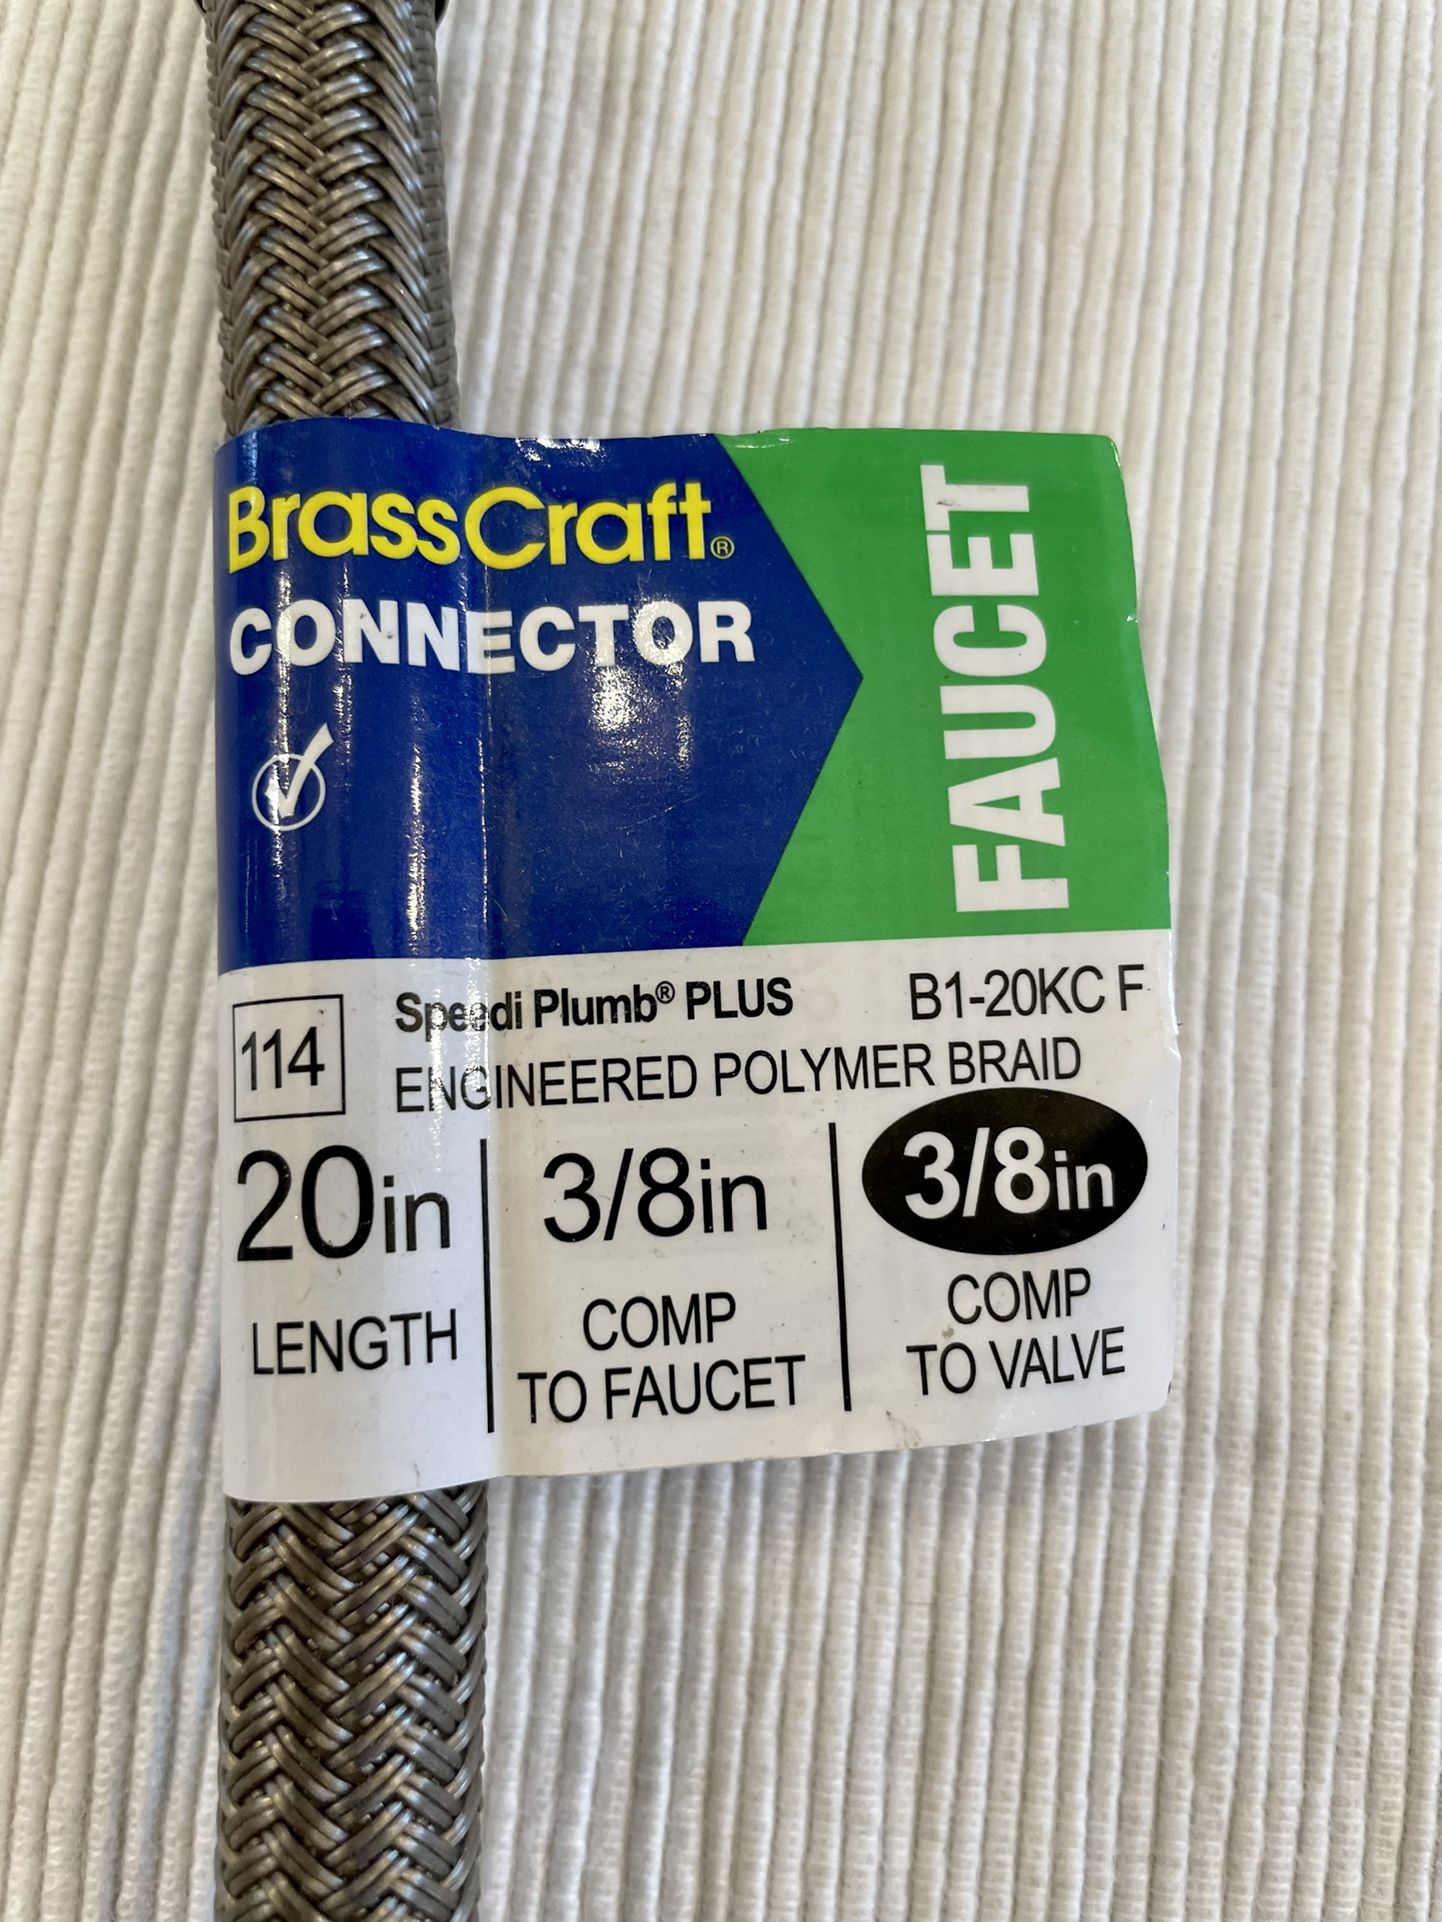 BrassCraft®
CONNECTOR
FAUCET
114
Speedi Plumb® PLUS
B1-20KC F
ENGINEERED POLYMER BRAID
20in
LENGTH
3/8in
COMP
TO FAUCET
3/8in
COMP
TO VALVE